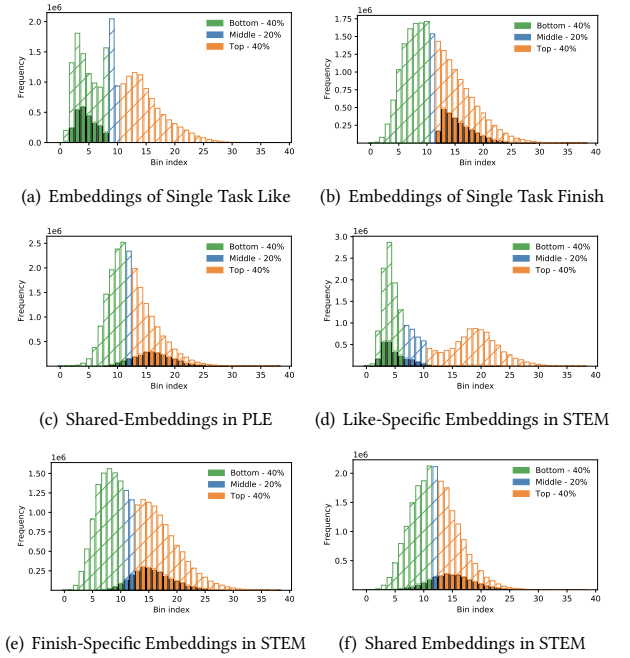 1e6
2.0
1.5
1.0
0.5
0.0
Frequency
Bottom - 40%
Middle - 20%
Top - 40%
0 5 10 15 20 25 30 35 40
Bin index
(a) Embeddings of Single Task Like
1e6
1.75
1.50
1.25
1.00
0.75
0.50
0.25
Frequency
Bottom - 40%
Middle - 20%
Top - 40%
0 5 10 15 20 25 30 35 40
Bin index
(b) Embeddings of Single Task Finish
1e6
2.5
2.0
1.5
1.0
0.5
Frequency
Bottom - 40%
Middle - 20%
Top - 40%
0 5 10 15 20 25 30 35 40
Bin index
(c) Shared-Embeddings in PLE
1e6
3.0
2.5
2.0
1.5
1.0
0.5
Frequency
Bottom - 40%
Middle - 20%
Top - 40%
0 5 10 15 20 25 30 35 40
Bin index
(d) Like-Specific Embeddings in STEM
1e6
1.50
1.25
1.00
0.75
0.50
0.25
Frequency
Bottom - 40%
Middle - 20%
Top - 40%
0 5 10 15 20 25 30 35 40
Bin index
(e) Finish-Specific Embeddings in STEM
1e6
2.0
1.5
1.0
0.5
Frequency
Bottom - 40%
Middle - 20%
Top - 40%
0 5 10 15 20 25 30 35 40
Bin index
(f) Shared Embeddings in STEM